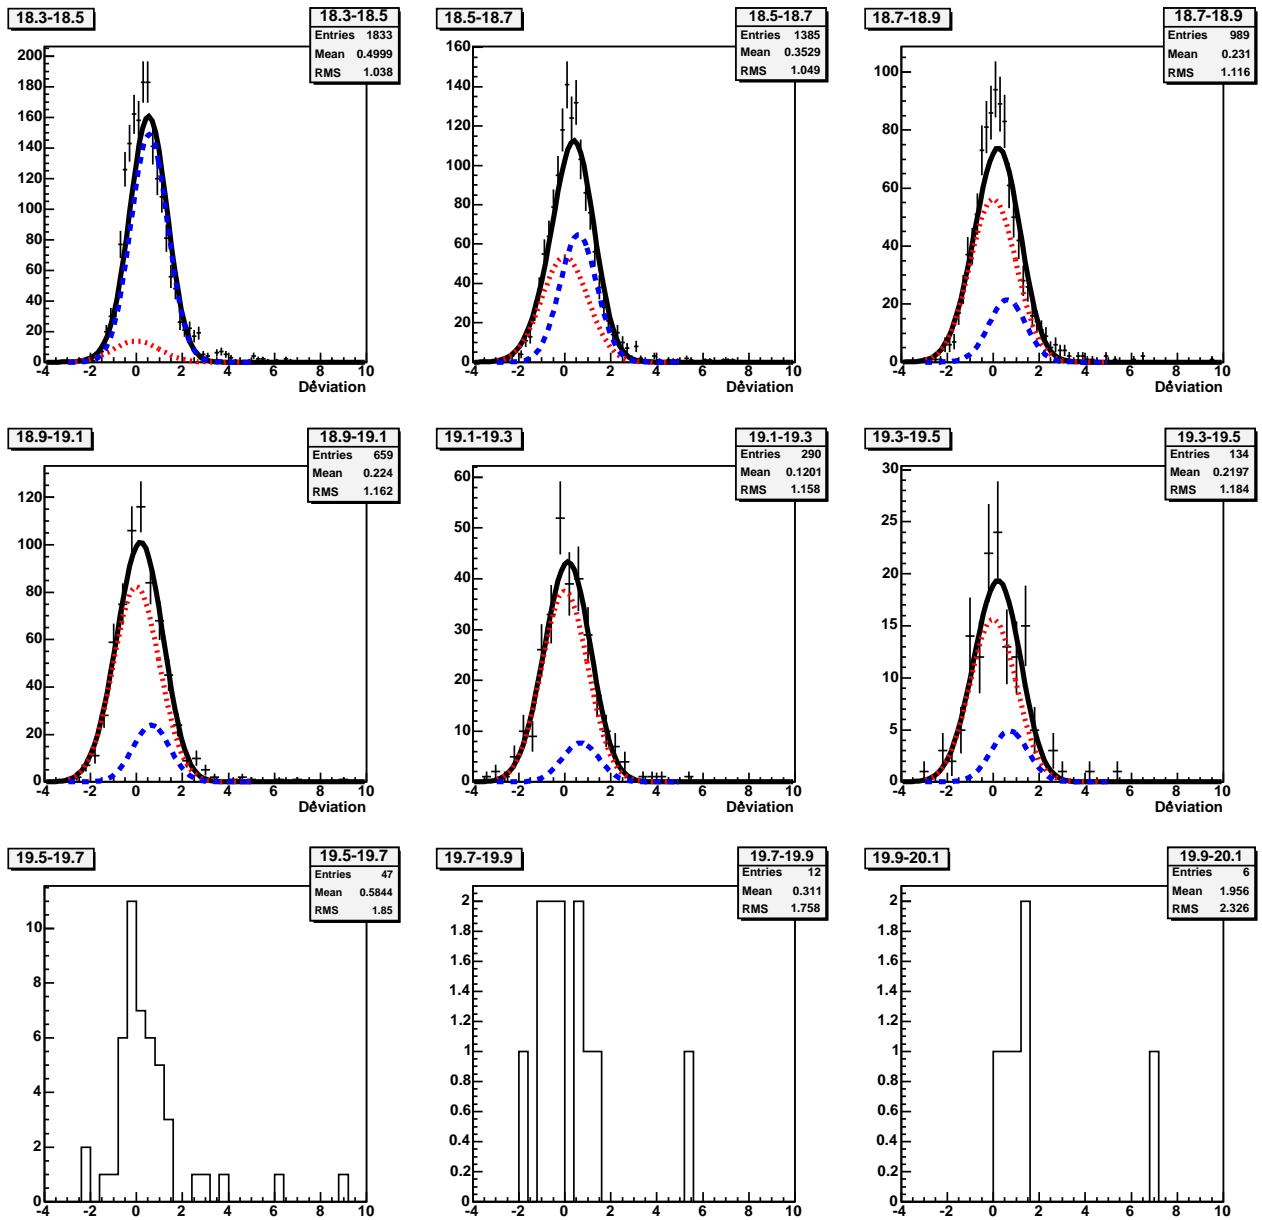 18.3-18.5
18.3-18.5
Entries 1833
Mean 0.4999
RMS 1.038
200
180
160
140
120
100
80
60
40
20
0
-4 -2 0 2 4 6 8 10
Deviation
18.5-18.7
18.5-18.7
Entries 1385
Mean 0.3529
RMS 1.049
160
140
120
100
80
60
40
20
0
-4 -2 0 2 4 6 8 10
Deviation
18.7-18.9
18.7-18.9
Entries 989
Mean 0.231
RMS 1.116
100
80
60
40
20
0
-4 -2 0 2 4 6 8 10
Deviation
18.9-19.1
18.9-19.1
Entries 659
Mean 0.224
RMS 1.162
120
100
80
60
40
20
0
-4 -2 0 2 4 6 8 10
Deviation
19.1-19.3
19.1-19.3
Entries 290
Mean 0.1201
RMS 1.158
60
50
40
30
20
10
0
-4 -2 0 2 4 6 8 10
Deviation
19.3-19.5
19.3-19.5
Entries 134
Mean 0.2197
RMS 1.184
30
25
20
15
10
5
0
-4 -2 0 2 4 6 8 10
Deviation
19.5-19.7
19.5-19.7
Entries 47
Mean 0.5844
RMS 1.85
10
8
6
4
2
0
-4 -2 0 2 4 6 8 10
19.7-19.9
19.7-19.9
Entries 12
Mean 0.311
RMS 1.758
2
1.8
1.6
1.4
1.2
1
0.8
0.6
0.4
0.2
0
-4 -2 0 2 4 6 8 10
19.9-20.1
19.9-20.1
Entries 6
Mean 1.956
RMS 2.326
2
1.8
1.6
1.4
1.2
1
0.8
0.6
0.4
0.2
0
-4 -2 0 2 4 6 8 10